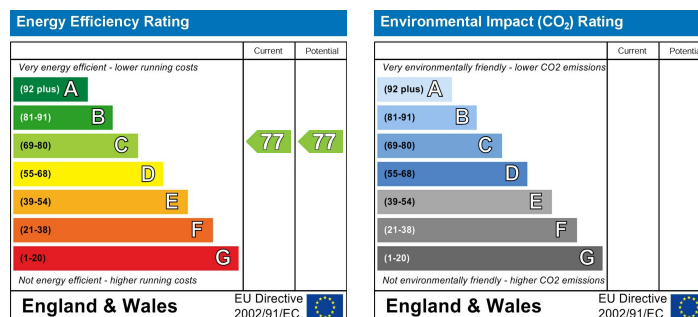 Energy Efficiency Rating
Current Potential
Very energy efficient - lower running costs
(92 plus) A
(81-91) B
(69-80) C 77 77
(55-68) D
(39-54) E
(21-38) F
(1-20) G
Not energy efficient - higher running costs
England & Wales
EU Directive
2002/91/EC
Environmental Impact (CO₂) Rating
Current Potentia
Very environmentally friendly - lower CO2 emissions
(92 plus) A
(81-91) B
(69-80) C
(55-68) D
(39-54) E
(21-38) F
(1-20) G
Not environmentally friendly - higher CO2 emissions
England & Wales
EU Directive
2002/91/EC